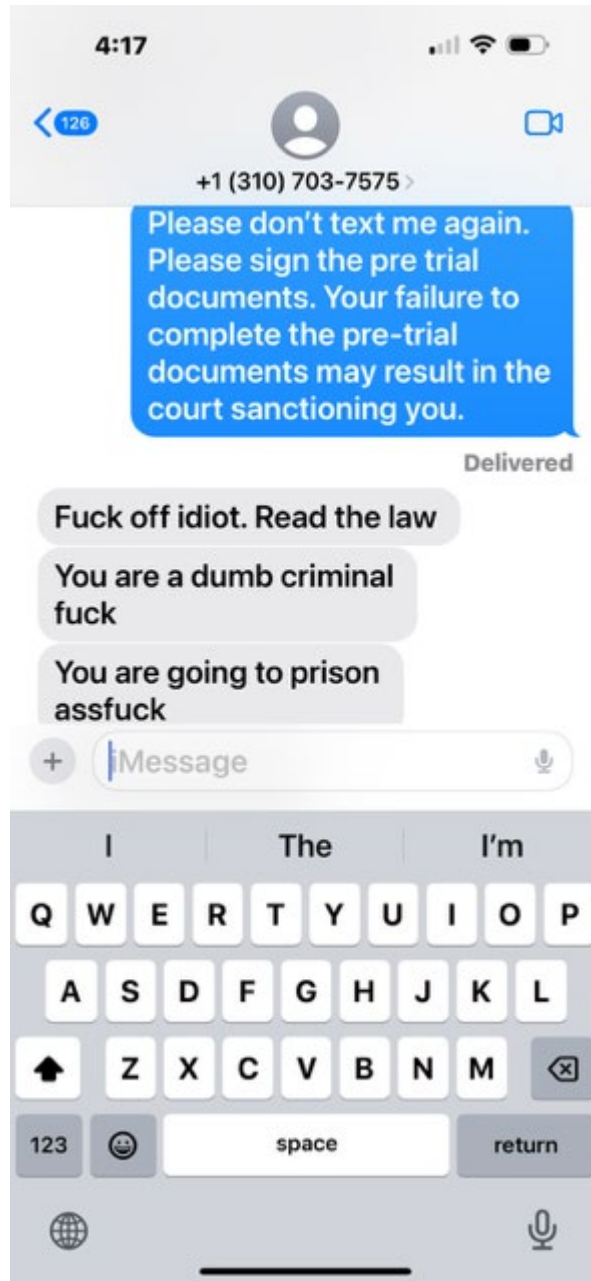 4:17
126
+1 (310) 703-7575
Please don't text me again.
Please sign the pre trial
documents. Your failure to
complete the pre-trial
documents may result in the
court sanctioning you.
Delivered
Fuck off idiot. Read the law
You are a dumb criminal
fuck
You are going to prison
assfuck
iMessage
I The I'm
Q W E R T Y U I O P
A S D F G H J K L
Z X C V B N M
123 space return